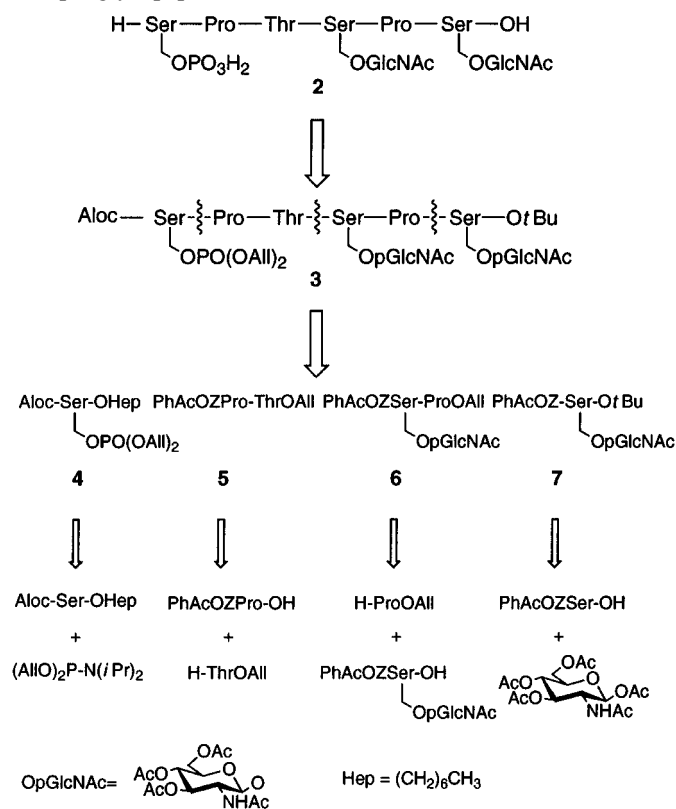 H-Ser-Pro-Thr-Ser-Pro-Ser-OH
OPO3H2 OGlcNAc OGlcNAc
2
Aloc-Ser-Pro-Thr-Ser-Pro-Ser-OtBu
OPO(OAll)2 OpGlcNAc OpGlcNAc
3
Aloc-Ser-OHep PhAcOZPro-ThrOAll PhAcOZSer-ProOAll PhAcOZ-Ser-OtBu
OPO(OAll)2 OpGlcNAc OpGlcNAc
4 5 6 7
Aloc-Ser-OHep PhAcOZPro-OH H-ProOAll PhAcOZSer-OH
+ + + +
(AllO)2P-N(iPr)2 H-ThrOAll PhAcOZSer-OH
OpGlcNAc
OAc
AcO O
AcO OAc
NHAc
OpGlcNAc=
OAc
AcO O
AcO O
NHAc
Hep = (CH2)6CH3